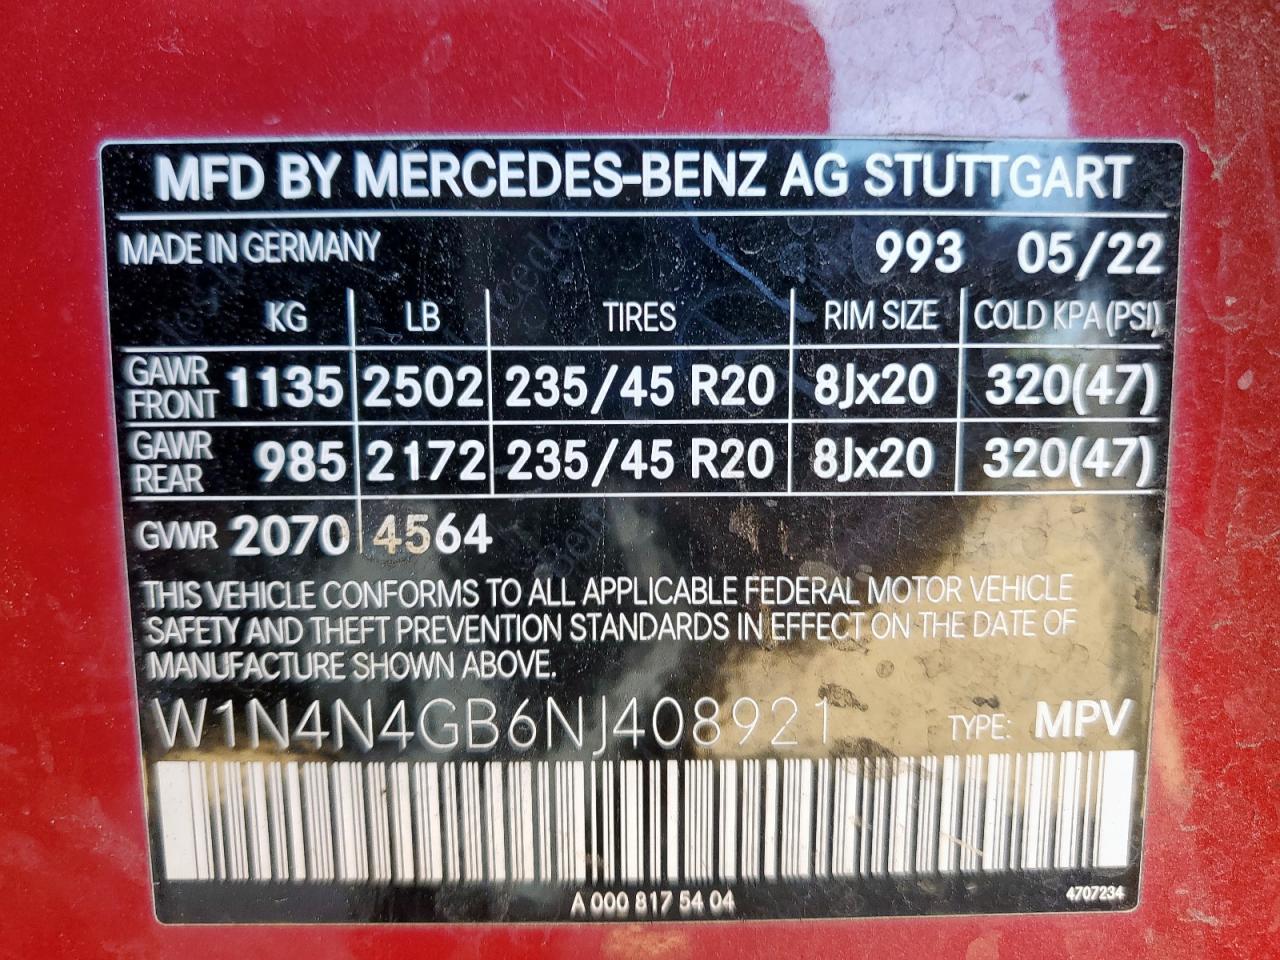 MFD BY MERCEDES-BENZ AG STUTTGART
MADE IN GERMANY 993 05/22
KG LB TIRES RIM SIZE COLD KPA (PSI)
GAWR FRONT 1135 2502 235/45 R20 8Jx20 320(47)
GAWR REAR 985 2172 235/45 R20 8Jx20 320(47)
GVWR 2070 4564
THIS VEHICLE CONFORMS TO ALL APPLICABLE FEDERAL MOTOR VEHICLE
SAFETY AND THEFT PREVENTION STANDARDS IN EFFECT ON THE DATE OF
MANUFACTURE SHOWN ABOVE.
W1N4N4GB6NJ408921 TYPE: MPV
A 000 817 54 04 4707234